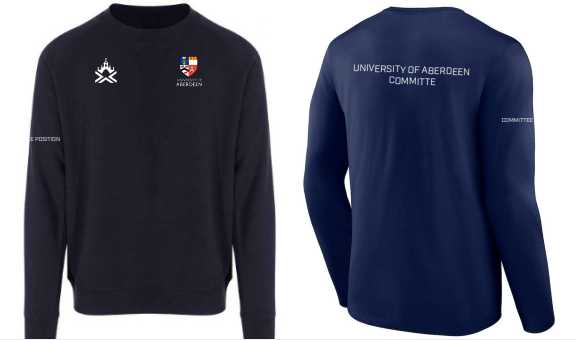 E POSITION
UNIVERSITY OF
ABERDEEN
UNIVERSITY OF ABERDEEN
COMMITTE
COMMITTEE